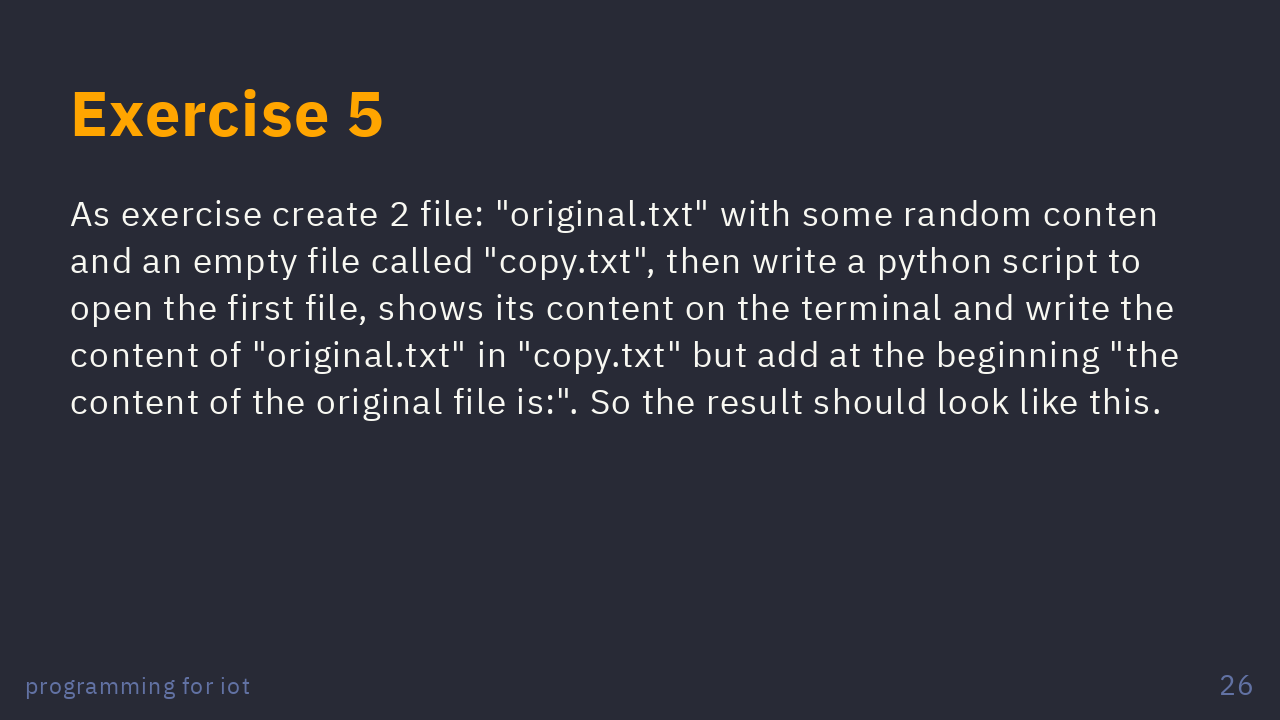 Exercise 5
As exercise create 2 file: "original.txt" with some random conten
and an empty file called "copy.txt", then write a python script to
open the first file, shows its content on the terminal and write the
content of "original.txt" in "copy.txt" but add at the beginning "the
content of the original file is:". So the result should look like this.
programming for iot
26